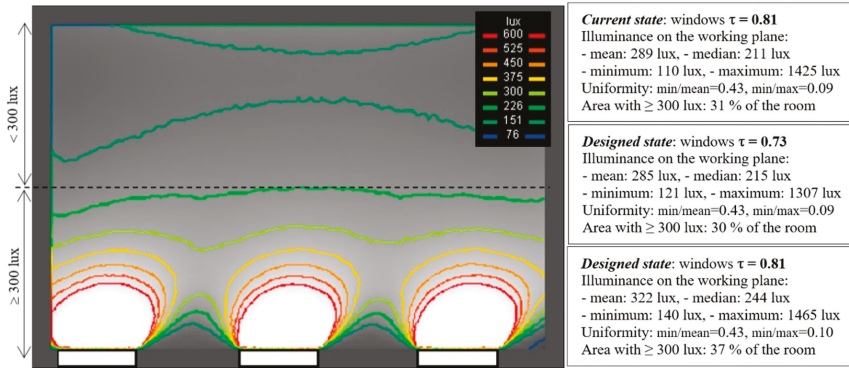 lux
600
525
450
375
300
226
151
76
< 300 lux
≥ 300 lux
Current state: windows τ = 0.81
Illuminance on the working plane:
- mean: 289 lux, - median: 211 lux
- minimum: 110 lux, - maximum: 1425 lux
Uniformity: min/mean=0.43, min/max=0.09
Area with ≥ 300 lux: 31 % of the room
Designed state: windows τ = 0.73
Illuminance on the working plane:
- mean: 285 lux, - median: 215 lux
- minimum: 121 lux, - maximum: 1307 lux
Uniformity: min/mean=0.43, min/max=0.09
Area with ≥ 300 lux: 30 % of the room
Designed state: windows τ = 0.81
Illuminance on the working plane:
- mean: 322 lux, - median: 244 lux
- minimum: 140 lux, - maximum: 1465 lux
Uniformity: min/mean=0.43, min/max=0.10
Area with ≥ 300 lux: 37 % of the room